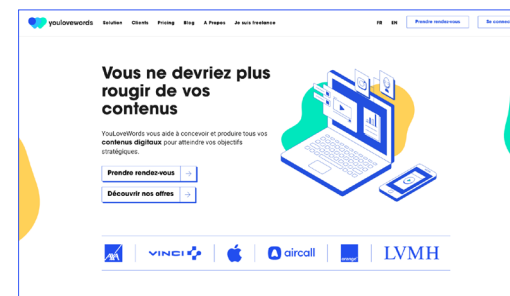 youlovewords Solution Clients Pricing Blog A Propos Je suis freelance FR EN Prendre rendez-vous Se connec
Vous ne devriez plus
rougir de vos
contenus
YouLoveWords vous aide à concevoir et produire tous vos
contenus digitaux pour atteindre vos objectifs
stratégiques.
Prendre rendez-vous →
Découvrir nos offres →
AXA VINCI aircall orange LVMH